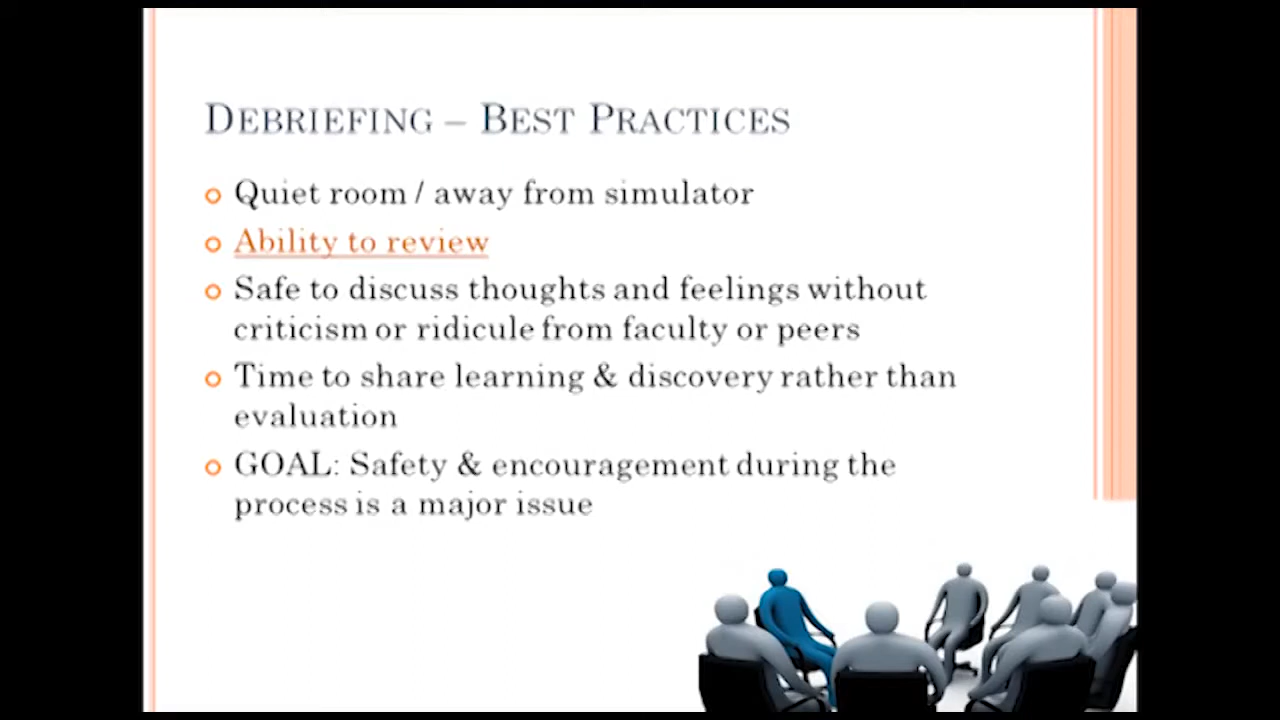 DEBRIEFING – BEST PRACTICES
Quiet room / away from simulator
Ability to review
Safe to discuss thoughts and feelings without
criticism or ridicule from faculty or peers
Time to share learning & discovery rather than
evaluation
GOAL: Safety & encouragement during the
process is a major issue